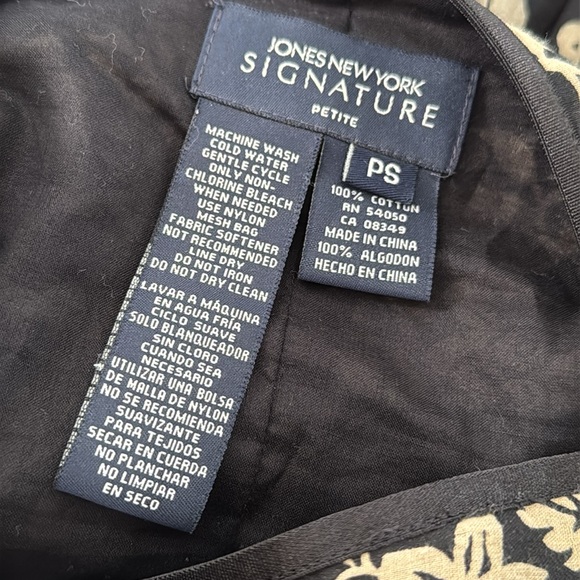 JONES NEW YORK
SIGNATURE
PETITE
PS
MACHINE WASH
COLD WATER
GENTLE CYCLE
ONLY NON-
CHLORINE BLEACH
WHEN NEEDED
USE NYLON
MESH BAG
FABRIC SOFTENER
NOT RECOMMENDED
LINE DRY
DO NOT IRON
DO NOT DRY CLEAN
LAVAR A MÁQUINA
EN AGUA FRÍA
CICLO SUAVE
SOLO BLANQUEADOR
SIN CLORO
CUANDO SEA
NECESARIO
UTILIZAR UNA BOLSA
DE MALLA DE NYLON
NO SE RECOMIENDA
SUAVIZANTE
PARA TEJIDOS
SECAR EN CUERDA
NO PLANCHAR
NO LIMPIAR
EN SECO
100% COTTON
RN 54050
CA 08349
MADE IN CHINA
100% ALGODON
HECHO EN CHINA